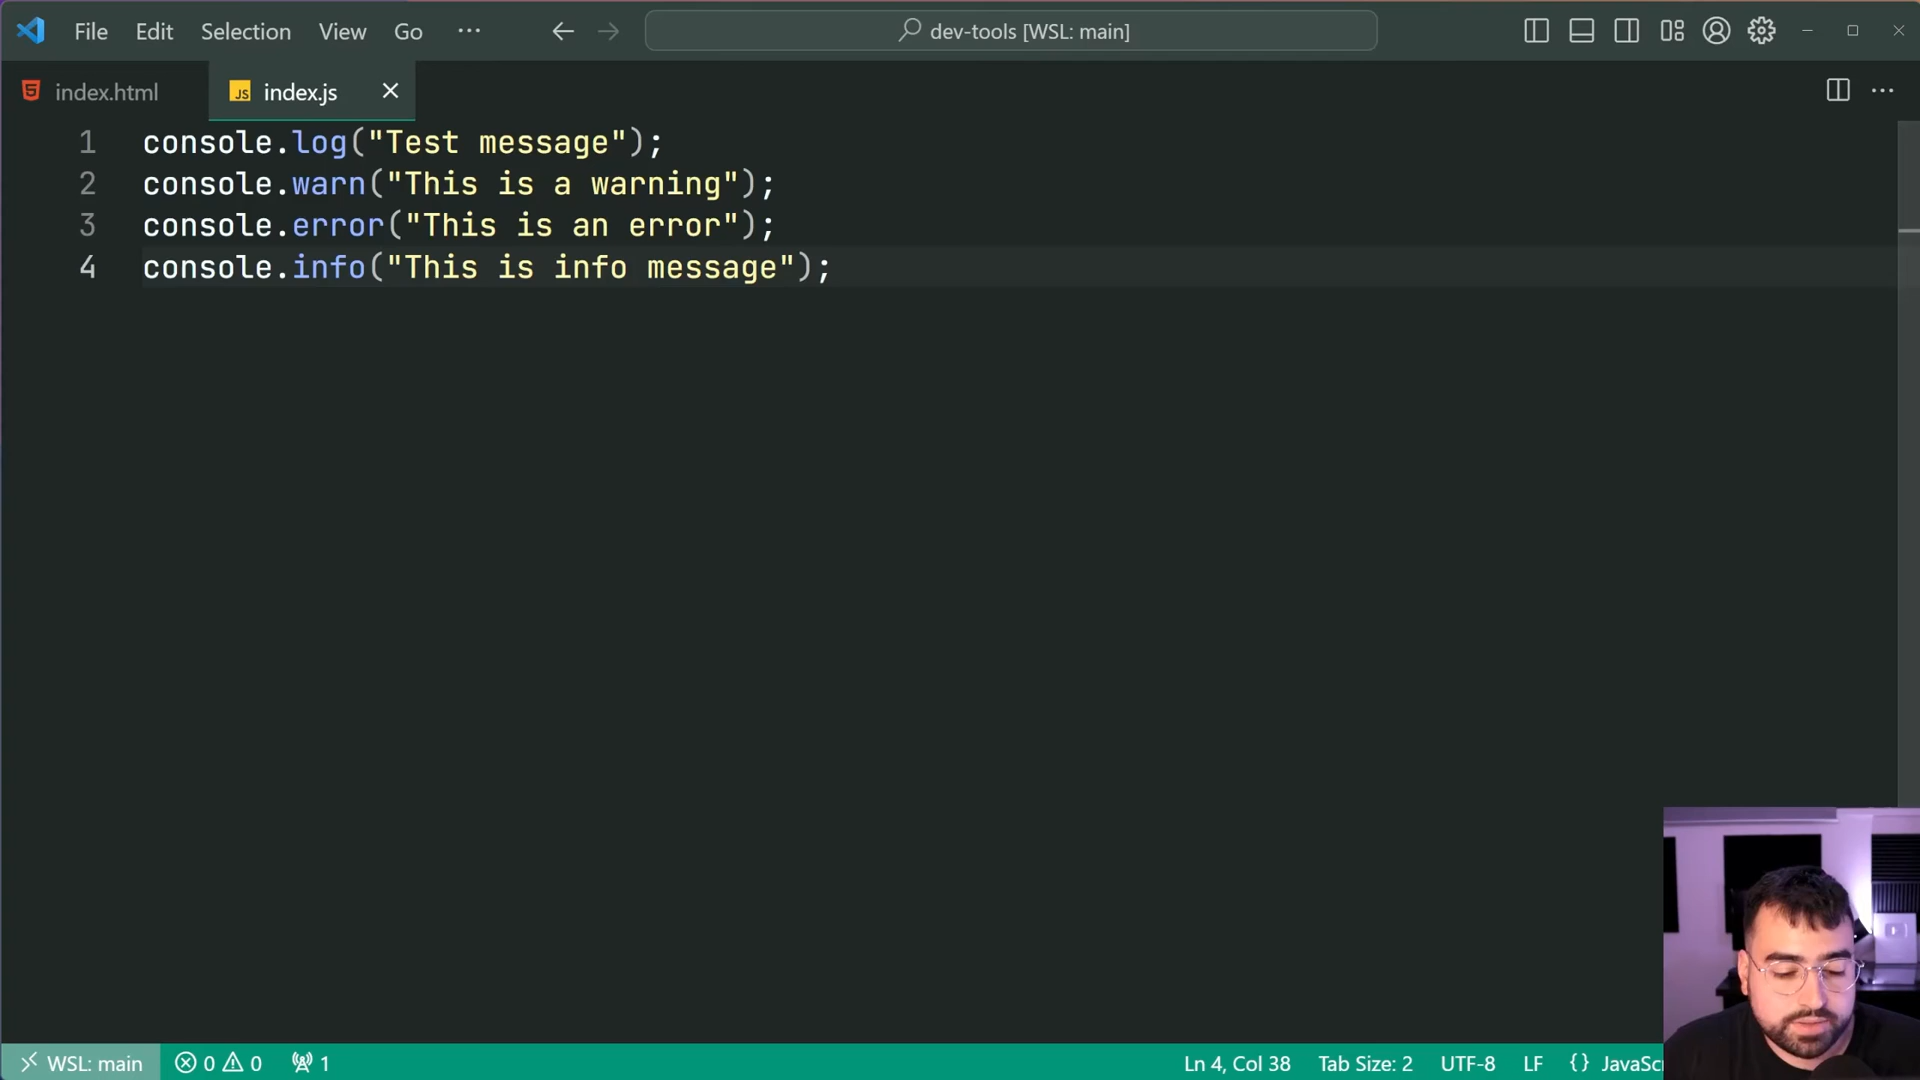 File Edit Selection View Go ··· dev-tools [WSL: main]
index.html JS index.js
1 console.log("Test message");
2 console.warn("This is a warning");
3 console.error("This is an error");
4 console.info("This is info message");
WSL: main 0 0 1 Ln 4, Col 38 Tab Size: 2 UTF-8 LF {} JavaScr